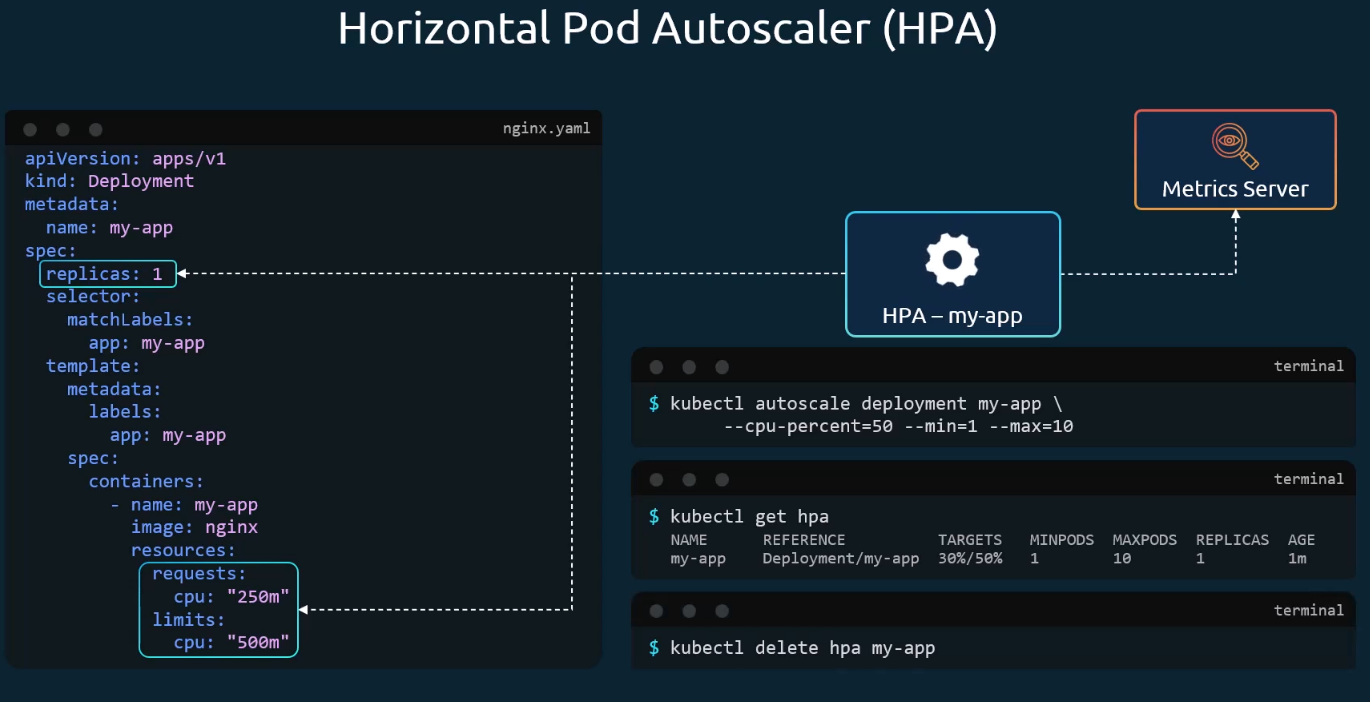 Horizontal Pod Autoscaler (HPA)
nginx.yaml
apiVersion: apps/v1
kind: Deployment
metadata:
  name: my-app
spec:
  replicas: 1
  selector:
    matchLabels:
      app: my-app
  template:
    metadata:
      labels:
        app: my-app
    spec:
      containers:
        - name: my-app
          image: nginx
          resources:
            requests:
              cpu: "250m"
            limits:
              cpu: "500m"
Metrics Server
HPA – my-app
terminal
$ kubectl autoscale deployment my-app \
--cpu-percent=50 --min=1 --max=10
terminal
$ kubectl get hpa
NAME REFERENCE TARGETS MINPODS MAXPODS REPLICAS AGE
my-app Deployment/my-app 30%/50% 1 10 1 1m
terminal
$ kubectl delete hpa my-app